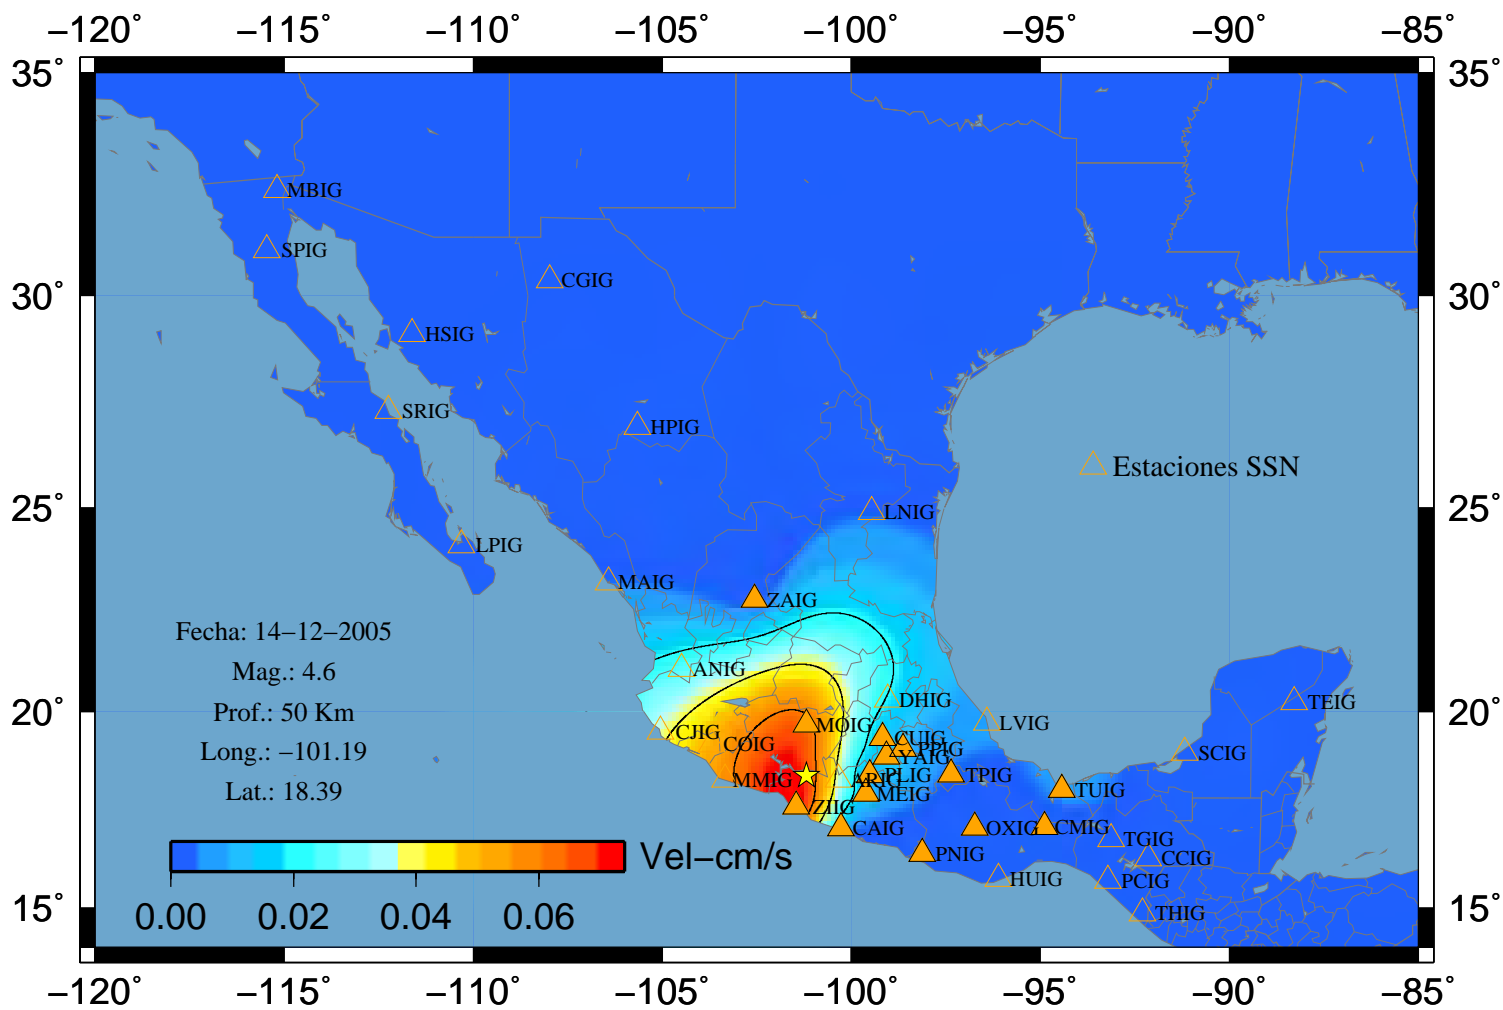 −120° −115° −110° −105° −100° −95° −90° −85°
35° 35°
MBIG
SPIG
CGIG
30° 30°
HSIG
SRIG
HPIG
Estaciones SSN
25° LNIG 25°
LPIG
MAIG
ZAIG
Fecha: 14−12−2005
Mag.: 4.6
ANIG
DHIG
TEIG
Prof.: 50 Km
20° 20°
CJIG
MOIG
LVIG
COIG
CUIG
PPIG
YAIG
SCIG
Long.: −101.19
MMIG
ARIG
PLIG
TPIG
Lat.: 18.39
MEIG
TUIG
ZIIG
CAIG
OXIG
CMIG
TGIG
PNIG
CCIG
Vel−cm/s
HUIG
PCIG
0.00 0.02 0.04 0.06
THIG
15° 15°
−120° −115° −110° −105° −100° −95° −90° −85°